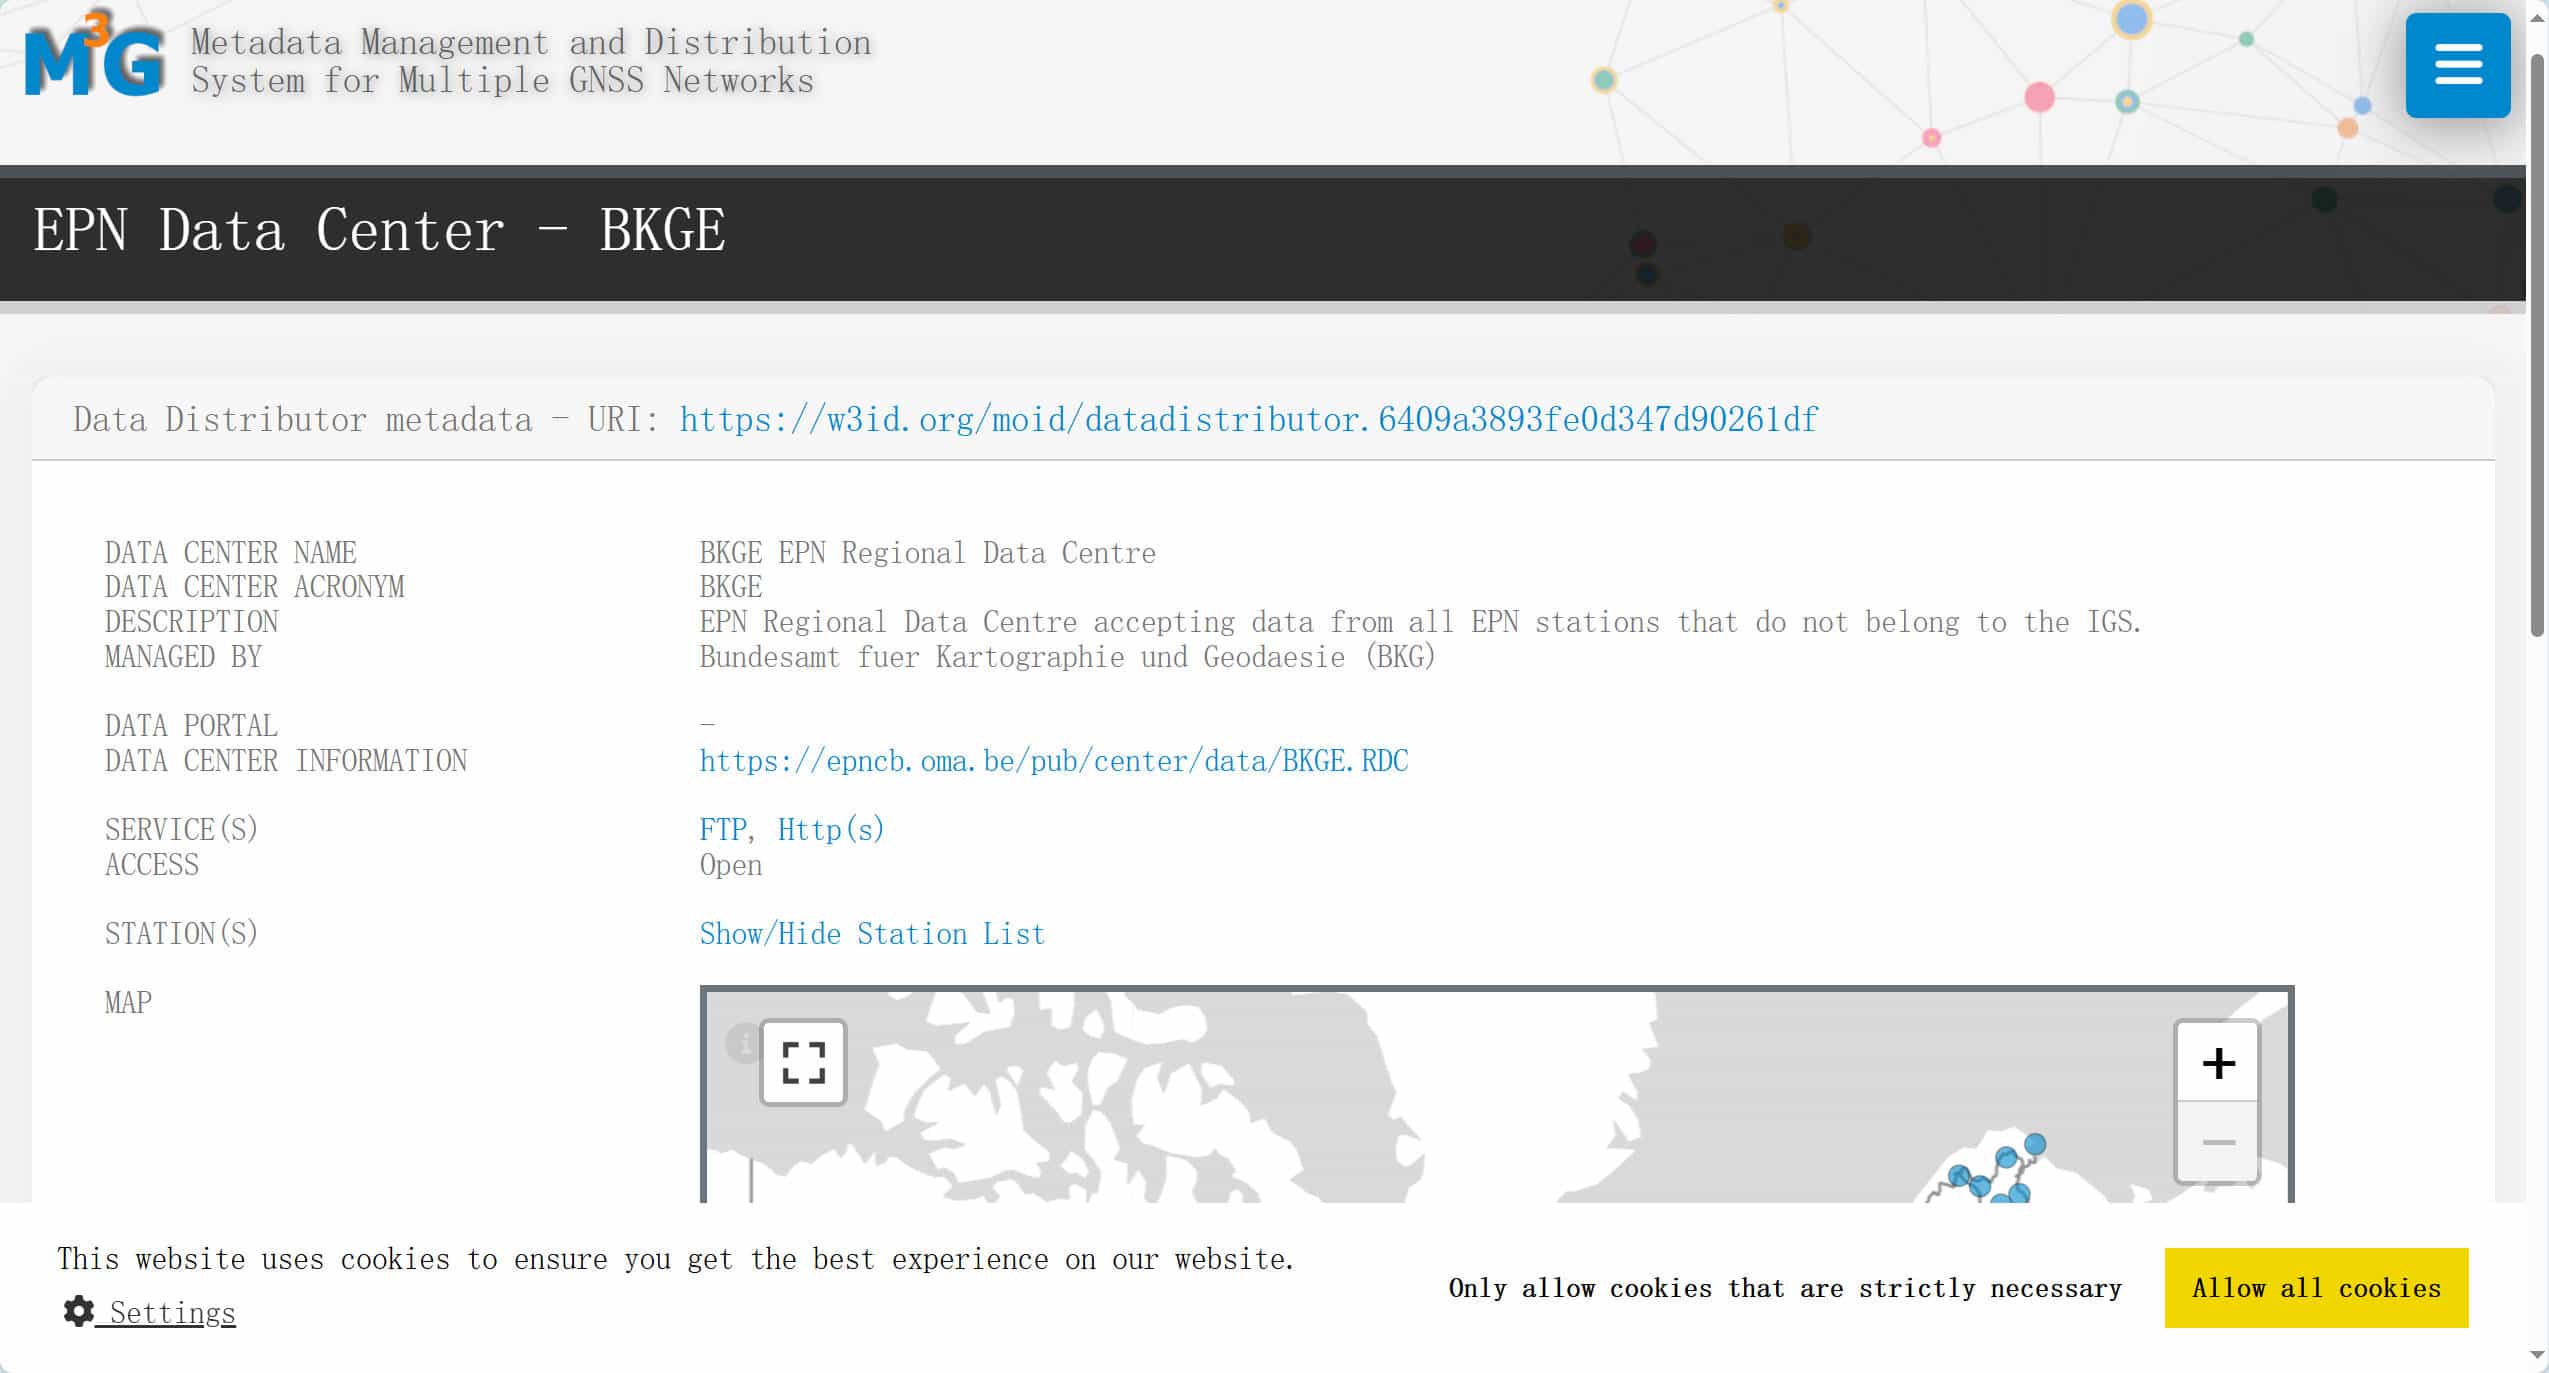 M3G
Metadata Management and Distribution
System for Multiple GNSS Networks
EPN Data Center - BKGE
Data Distributor metadata - URI: https://w3id.org/moid/datadistributor.6409a3893fe0d347d90261df
DATA CENTER NAME BKGE EPN Regional Data Centre
DATA CENTER ACRONYM BKGE
DESCRIPTION EPN Regional Data Centre accepting data from all EPN stations that do not belong to the IGS.
MANAGED BY Bundesamt fuer Kartographie und Geodaesie (BKG)
DATA PORTAL -
DATA CENTER INFORMATION https://epncb.oma.be/pub/center/data/BKGE.RDC
SERVICE(S) FTP, Http(s)
ACCESS Open
STATION(S) Show/Hide Station List
MAP
i
+
−
This website uses cookies to ensure you get the best experience on our website.
Settings
Only allow cookies that are strictly necessary
Allow all cookies